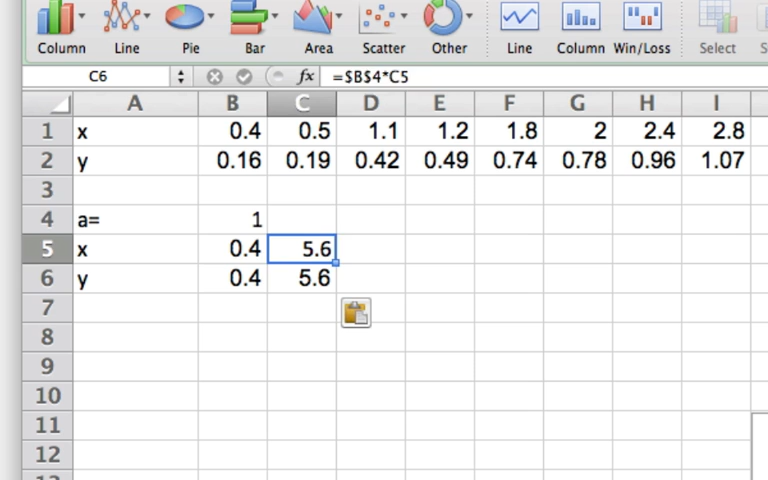 Column Line Pie Bar Area Scatter Other Line Column Win/Loss Select
C6 fx =$B$4*C5
A B C D E F G H I
1 x 0.4 0.5 1.1 1.2 1.8 2 2.4 2.8
2 y 0.16 0.19 0.42 0.49 0.74 0.78 0.96 1.07
3
4 a= 1
5 x 0.4 5.6
6 y 0.4 5.6
7
8
9
10
11
12